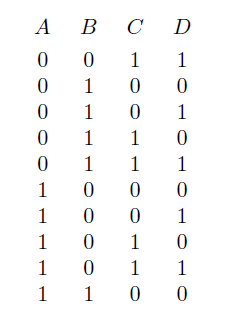 A B C D
0 0 1 1
0 1 0 0
0 1 0 1
0 1 1 0
0 1 1 1
1 0 0 0
1 0 0 1
1 0 1 0
1 0 1 1
1 1 0 0